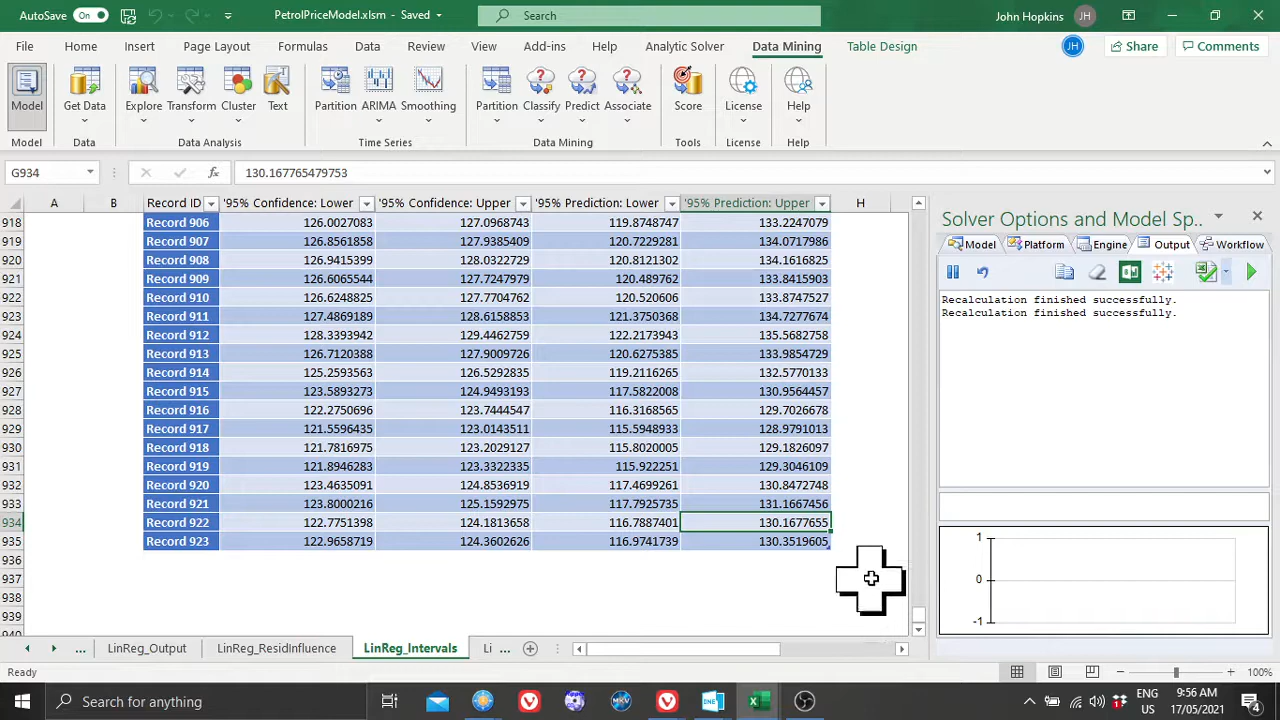 AutoSave On PetrolPriceModel.xlsm - Saved Search John Hopkins JH
File Home Insert Page Layout Formulas Data Review View Add-ins Help Analytic Solver Data Mining Table Design JH Share Comments
Model Get Data Explore Transform Cluster Text Partition ARIMA Smoothing Partition Classify Predict Associate Score License Help
Model Data Data Analysis Time Series Data Mining Tools License Help
G934 fx 130.167765479753
A B Record ID '95% Confidence: Lower '95% Confidence: Upper '95% Prediction: Lower '95% Prediction: Upper H
918 Record 906 126.0027083 127.0968743 119.8748747 133.2247079
919 Record 907 126.8561858 127.9385409 120.7229281 134.0717986
920 Record 908 126.9415399 128.0322729 120.8121302 134.1616825
921 Record 909 126.6065544 127.7247979 120.489762 133.8415903
922 Record 910 126.6248825 127.7704762 120.520606 133.8747527
923 Record 911 127.4869189 128.6158853 121.3750368 134.7277674
924 Record 912 128.3393942 129.4462759 122.2173943 135.5682758
925 Record 913 126.7120388 127.9009726 120.6275385 133.9854729
926 Record 914 125.2593563 126.5292835 119.2116265 132.5770133
927 Record 915 123.5893273 124.9493193 117.5822008 130.9564457
928 Record 916 122.2750696 123.7444547 116.3168565 129.7026678
929 Record 917 121.5596435 123.0143511 115.5948933 128.9791013
930 Record 918 121.7816975 123.2029127 115.8020005 129.1826097
931 Record 919 121.8946283 123.3322335 115.922251 129.3046109
932 Record 920 123.4635091 124.8536919 117.4699261 130.8472748
933 Record 921 123.8000216 125.1592975 117.7925735 131.1667456
934 Record 922 122.7751398 124.1813658 116.7887401 130.1677655
935 Record 923 122.9658719 124.3602626 116.9741739 130.3519605
936
937
938
939
940
... LinReg_Output LinReg_ResidInfluence LinReg_Intervals Li ...
Ready 100%
Solver Options and Model Sp..
Model Platform Engine Output Workflow
Recalculation finished successfully.
Recalculation finished successfully.
1
0
-1
Search for anything ENG US 9:56 AM 17/05/2021 4